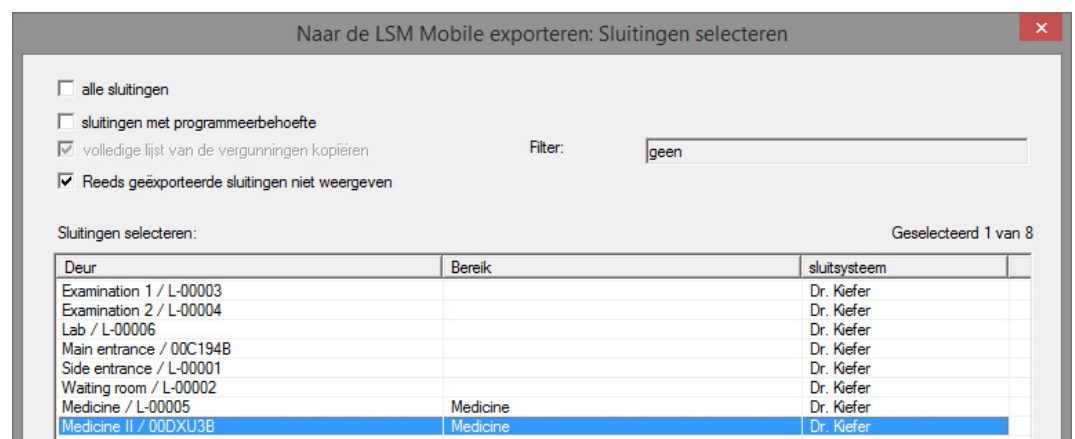 Naar de LSM Mobile exporteren: Sluitingen selecteren
alle sluitingen
sluitingen met programmeerbehoefte
volledige lijst van de vergunningen kopiëren Filter: geen
Reeds geëxporteerde sluitingen niet weergeven
Sluitingen selecteren: Geselecteerd 1 van 8
Deur Bereik sluitsysteem
Examination 1 / L-00003 Dr. Kiefer
Examination 2 / L-00004 Dr. Kiefer
Lab / L-00006 Dr. Kiefer
Main entrance / 00C194B Dr. Kiefer
Side entrance / L-00001 Dr. Kiefer
Waiting room / L-00002 Dr. Kiefer
Medicine / L-00005 Medicine Dr. Kiefer
Medicine II / 00DXU3B Medicine Dr. Kiefer